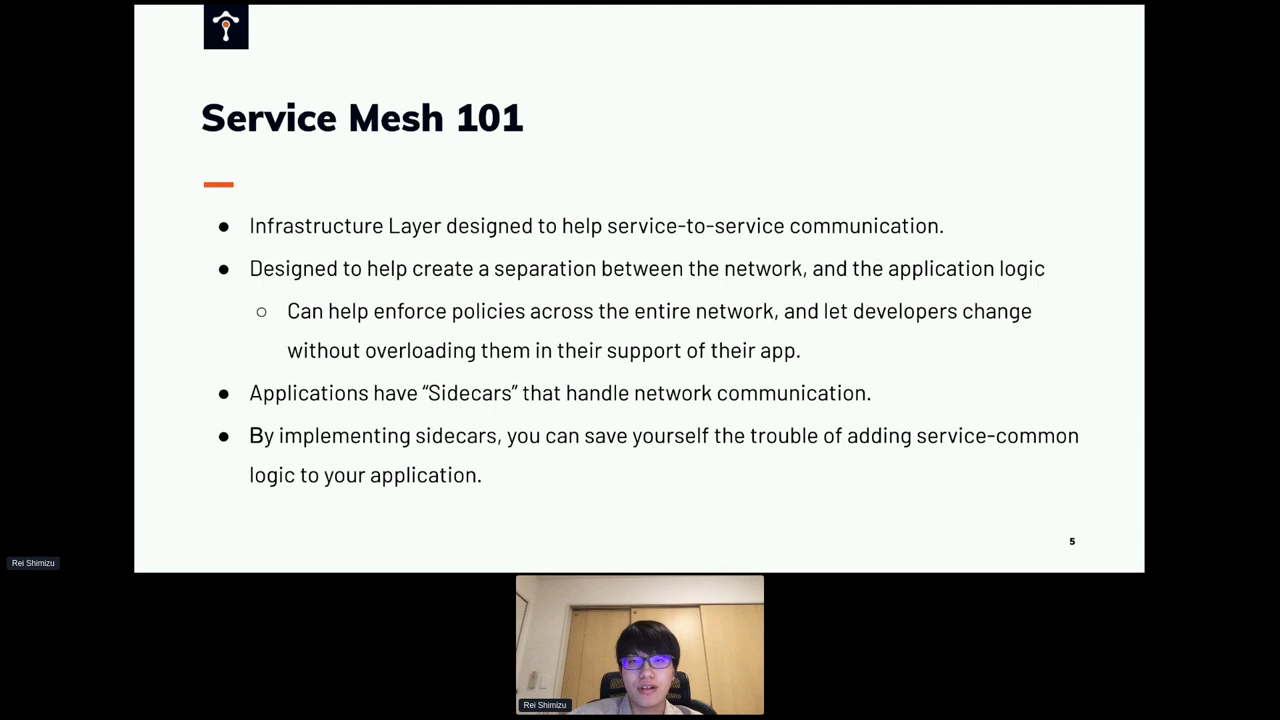 Service Mesh 101
● Infrastructure Layer designed to help service-to-service communication.
● Designed to help create a separation between the network, and the application logic
○ Can help enforce policies across the entire network, and let developers change
without overloading them in their support of their app.
● Applications have “Sidecars” that handle network communication.
● By implementing sidecars, you can save yourself the trouble of adding service-common
logic to your application.
5
Rei Shimizu
Rei Shimizu